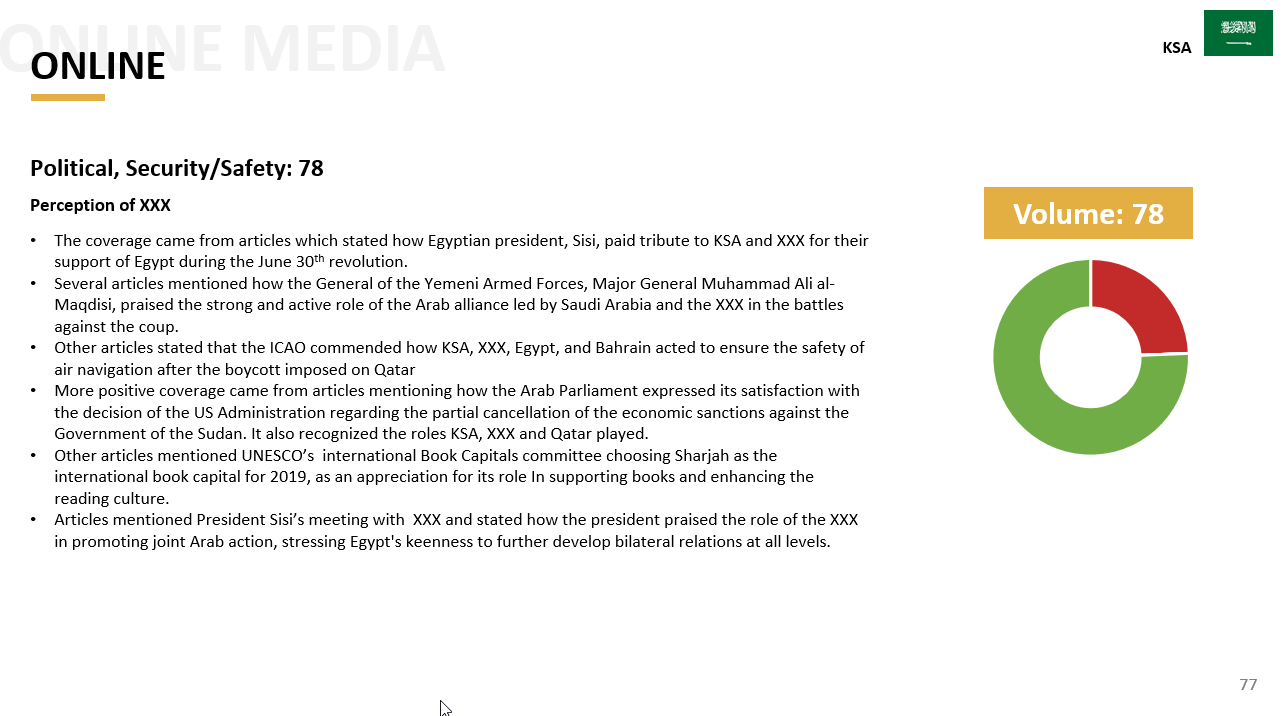 ONLINE MEDIA
ONLINE
KSA
Political, Security/Safety: 78
Perception of XXX
• The coverage came from articles which stated how Egyptian president, Sisi, paid tribute to KSA and XXX for their
support of Egypt during the June 30th revolution.
• Several articles mentioned how the General of the Yemeni Armed Forces, Major General Muhammad Ali al-
Maqdisi, praised the strong and active role of the Arab alliance led by Saudi Arabia and the XXX in the battles
against the coup.
• Other articles stated that the ICAO commended how KSA, XXX, Egypt, and Bahrain acted to ensure the safety of
air navigation after the boycott imposed on Qatar
• More positive coverage came from articles mentioning how the Arab Parliament expressed its satisfaction with
the decision of the US Administration regarding the partial cancellation of the economic sanctions against the
Government of the Sudan. It also recognized the roles KSA, XXX and Qatar played.
• Other articles mentioned UNESCO’s  international Book Capitals committee choosing Sharjah as the
international book capital for 2019, as an appreciation for its role In supporting books and enhancing the
reading culture.
• Articles mentioned President Sisi’s meeting with  XXX and stated how the president praised the role of the XXX
in promoting joint Arab action, stressing Egypt's keenness to further develop bilateral relations at all levels.
Volume: 78
77